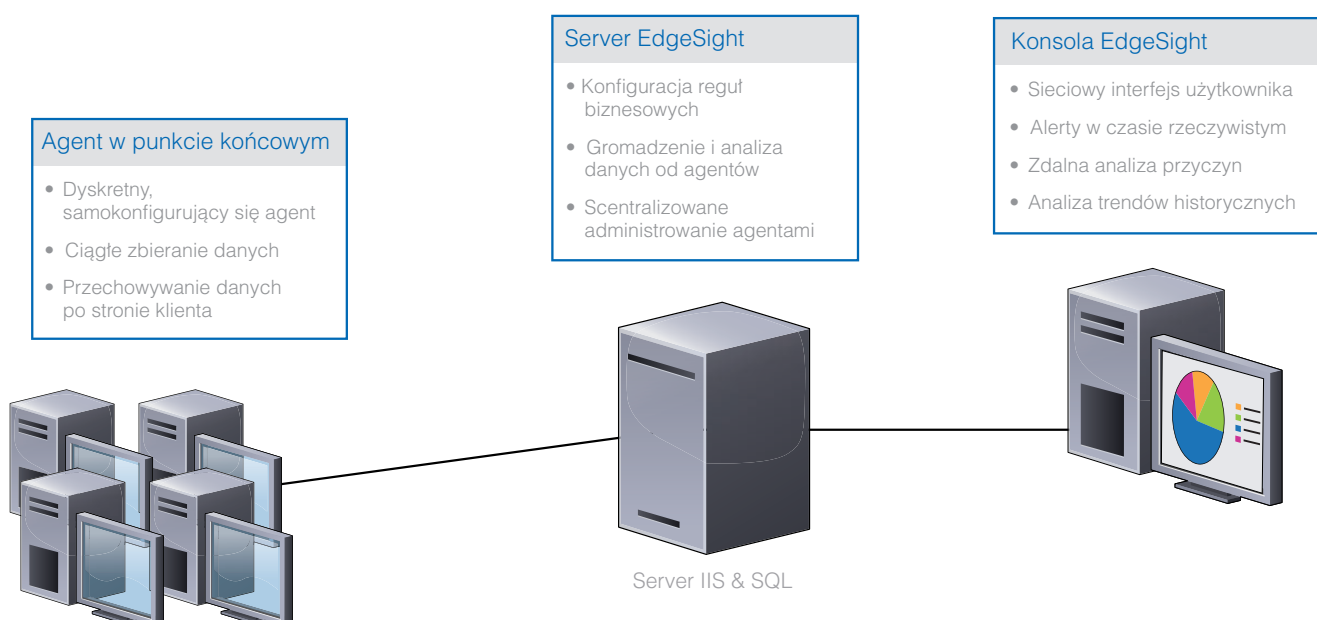 Agent w punkcie końcowym
• Dyskretny,
samokonfigurujący się agent
• Ciągłe zbieranie danych
• Przechowywanie danych
po stronie klienta
Server EdgeSight
• Konfiguracja reguł
biznesowych
• Gromadzenie i analiza
danych od agentów
• Scentralizowane
administrowanie agentami
Server IIS & SQL
Konsola EdgeSight
• Sieciowy interfejs użytkownika
• Alerty w czasie rzeczywistym
• Zdalna analiza przyczyn
• Analiza trendów historycznych